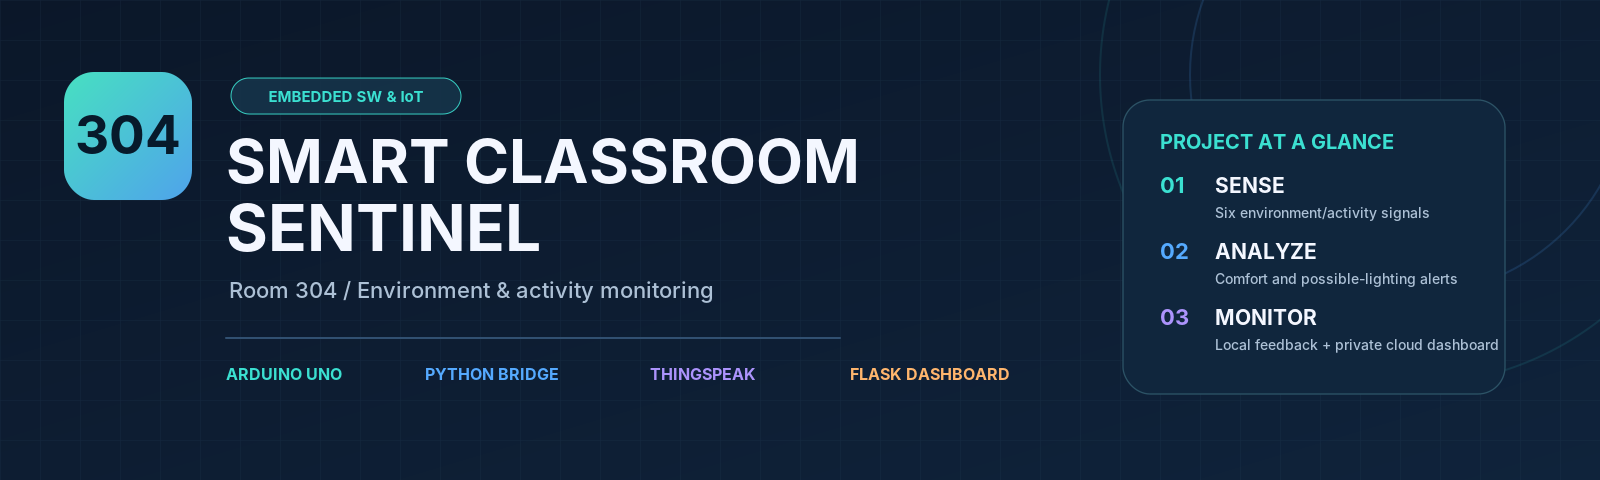 304
EMBEDDED SW & IoT
SMART CLASSROOM
SENTINEL
Room 304 / Environment & activity monitoring
ARDUINO UNO
PYTHON BRIDGE
THINGSPEAK
FLASK DASHBOARD
PROJECT AT A GLANCE
01 SENSE
Six environment/activity signals
02 ANALYZE
Comfort and possible-lighting alerts
03 MONITOR
Local feedback + private cloud dashboard